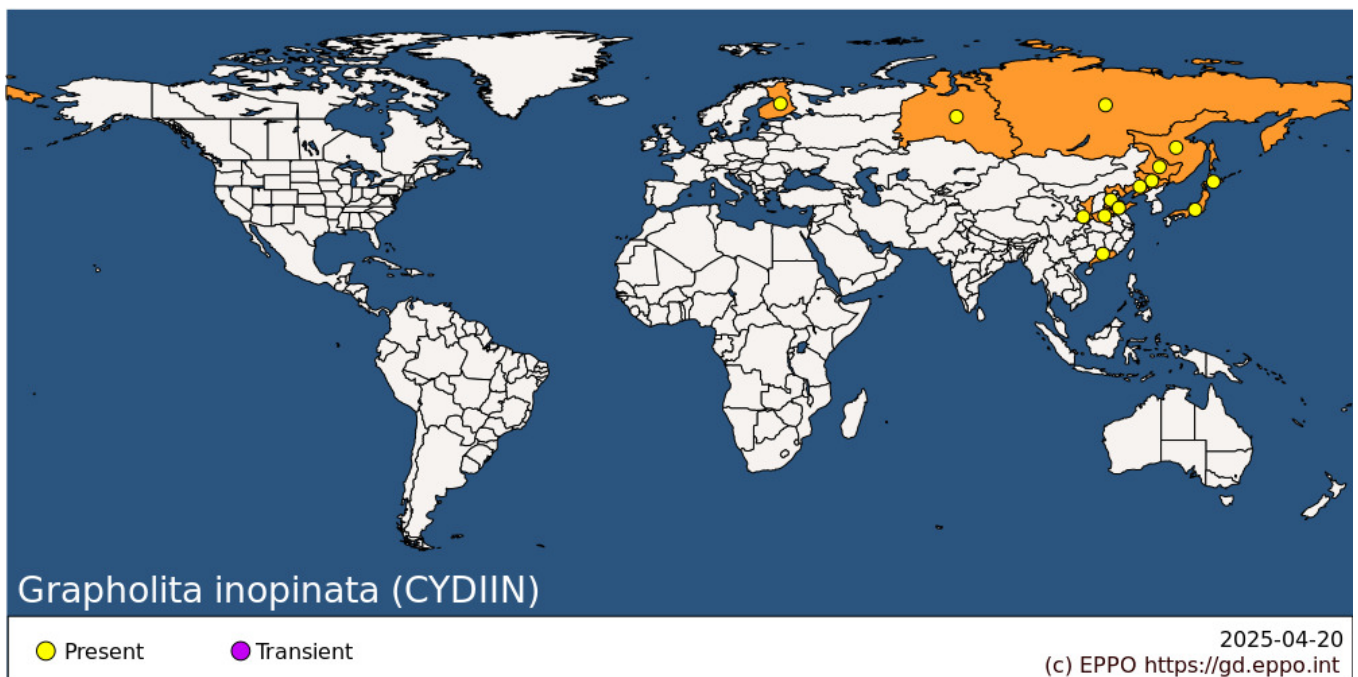 Grapholita inopinata (CYDIIN)
Present
Transient
2025-04-20
(c) EPPO https://gd.eppo.int